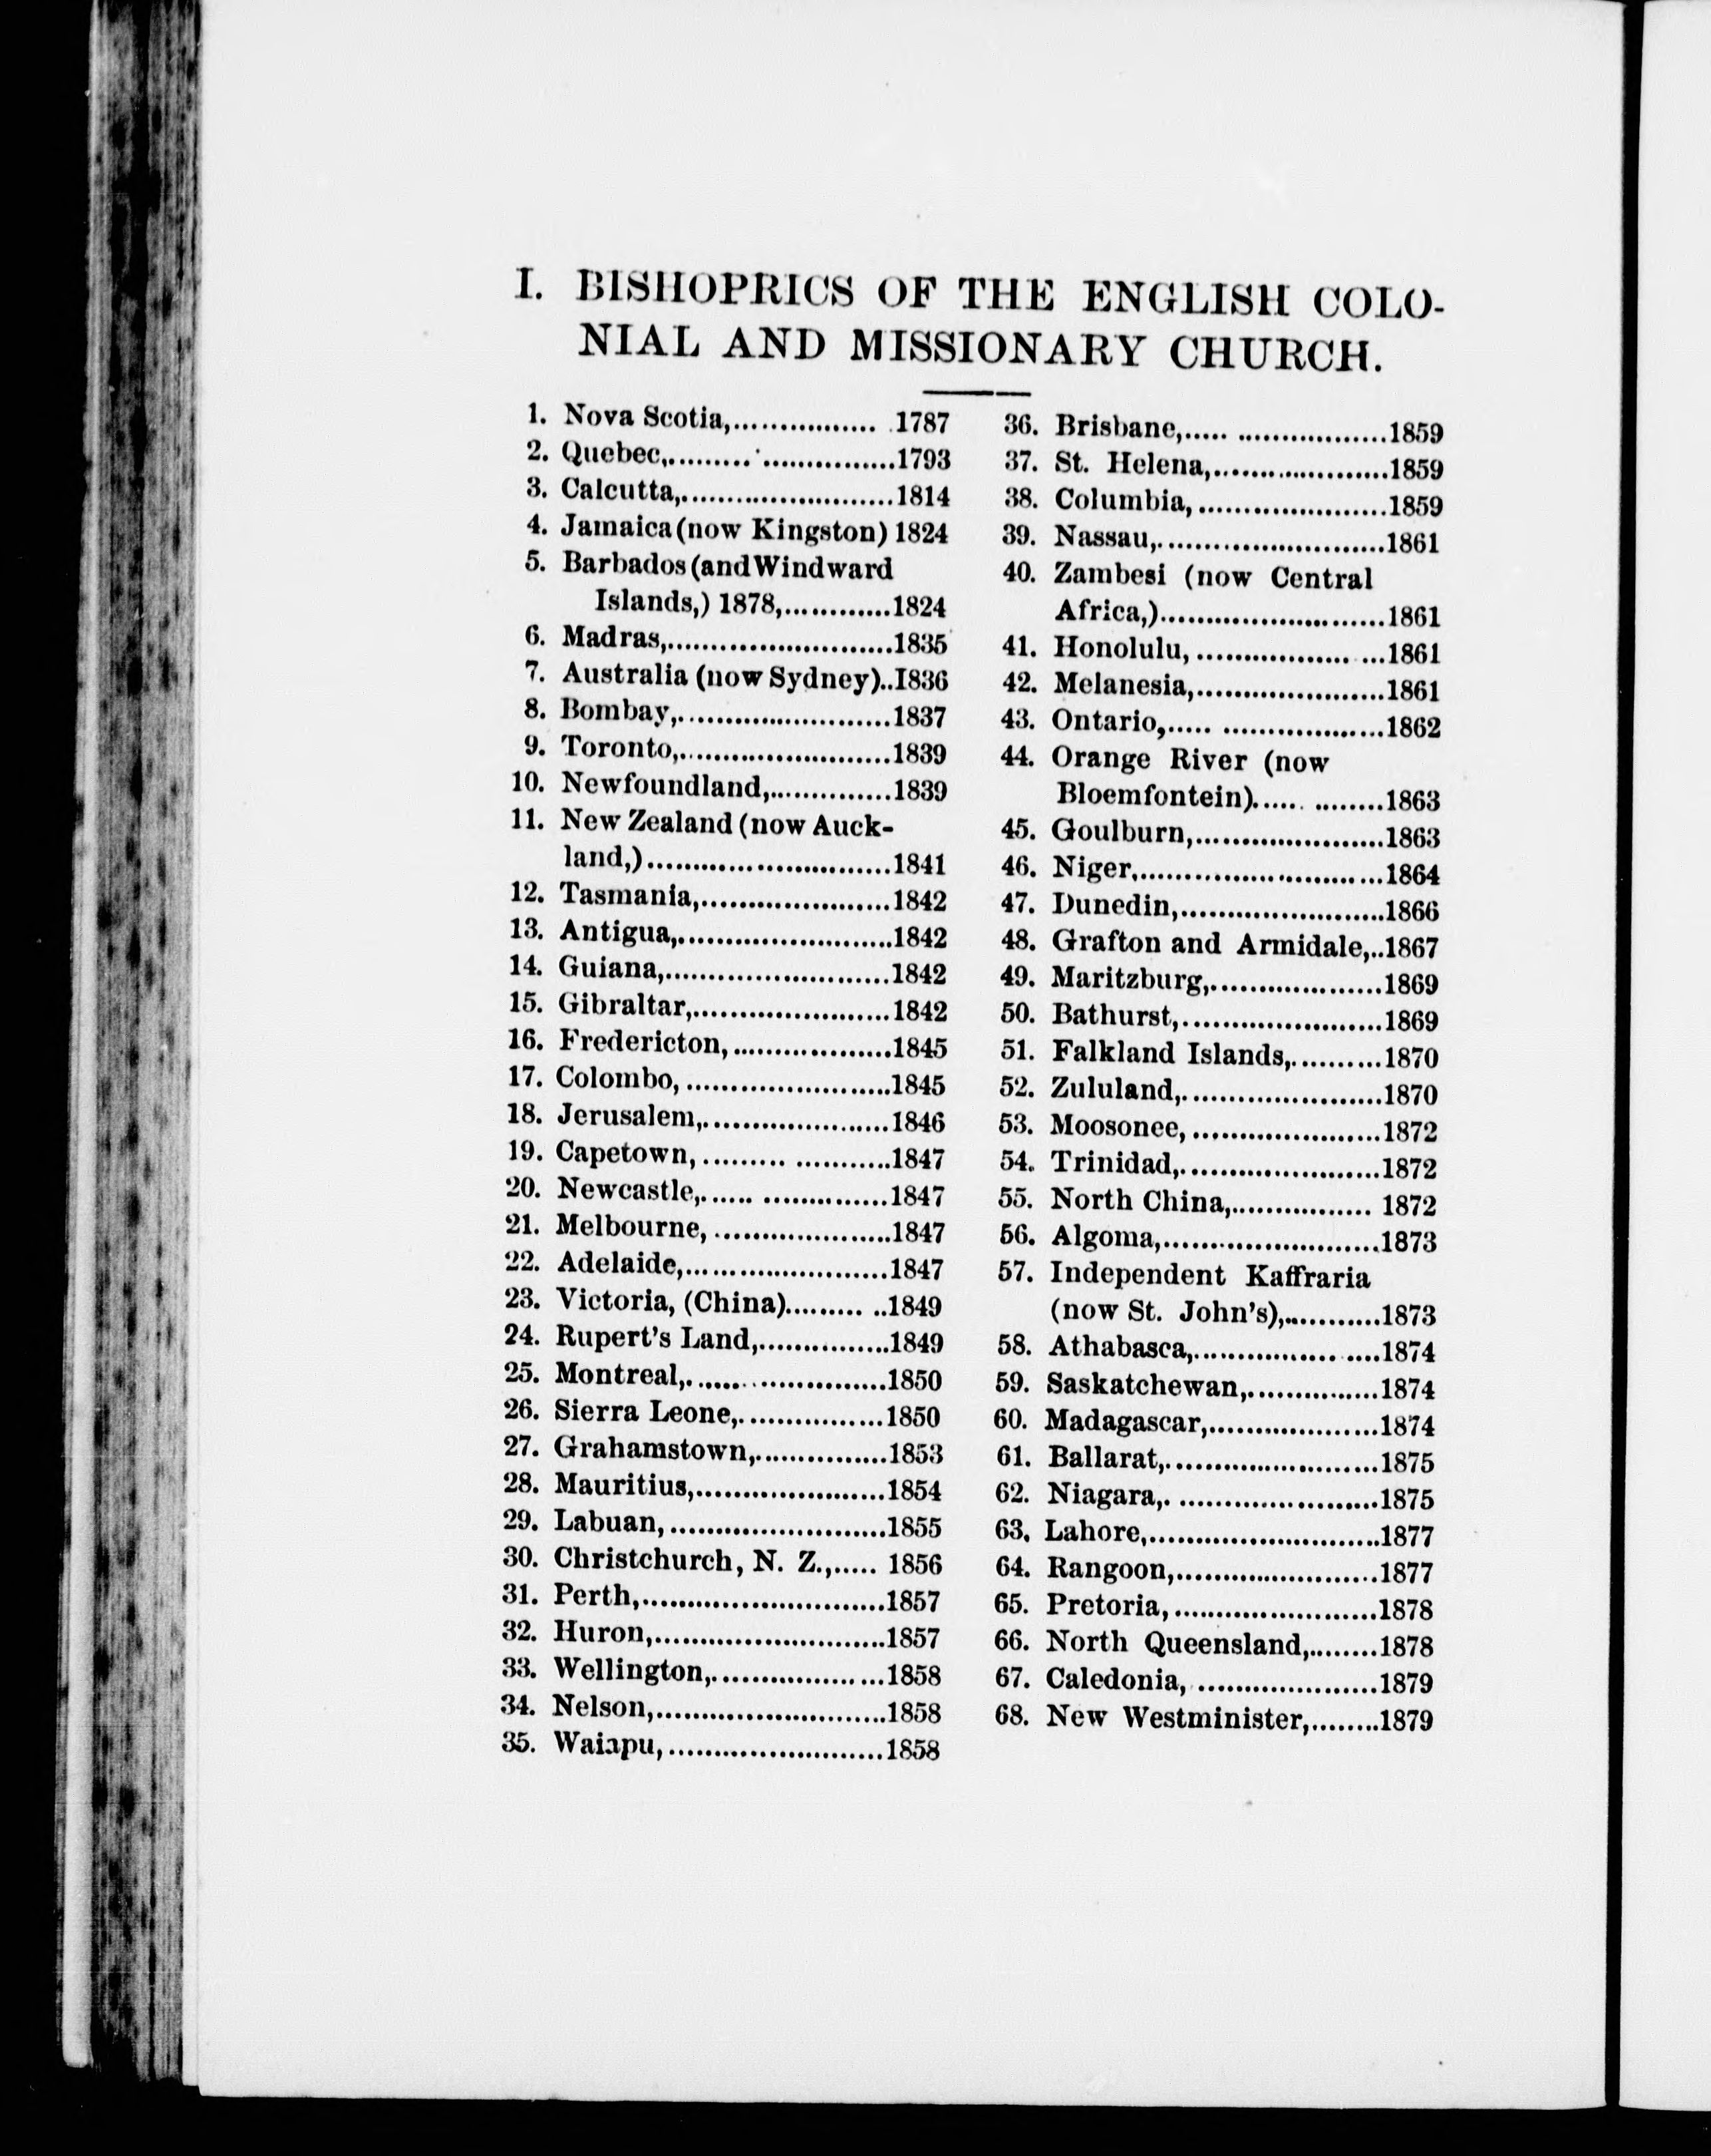 I. BISHOPRICS OF THE ENGLISH COLO-
NIAL AND MISSIONARY CHURCH.
1. Nova Scotia,................ .1787
2. Quebec,..........·...............1793
3. Calcutta,........................1814
4. Jamaica (now Kingston) 1824
5. Barbados (and Windward
Islands,) 1878,............1824
6. Madras,.........................1835
7. Australia (now Sydney)..1836
8. Bombay,........................1837
9. Toronto,........................1839
10. Newfoundland,..............1839
11. New Zealand (now Auck-
land,)...........................1841
12. Tasmania,.....................1842
13. Antigua,........................1842
14. Guiana,.........................1842
15. Gibraltar,......................1842
16. Fredericton,..................1845
17. Colombo,.......................1845
18. Jerusalem,.....................1846
19. Capetown,......... ...........1847
20. Newcastle,...... ..............1847
21. Melbourne,....................1847
22. Adelaide,.......................1847
23. Victoria, (China)......... ..1849
24. Rupert's Land,...............1849
25. Montreal,.......................1850
26. Sierra Leone,................1850
27. Grahamstown,...............1853
28. Mauritius,.....................1854
29. Labuan,........................1855
30. Christchurch, N. Z.,..... 1856
31. Perth,...........................1857
32. Huron,..........................1857
33. Wellington,...................1858
34. Nelson,..........................1858
35. Waiapu,........................1858
36. Brisbane,..... .................1859
37. St. Helena,....................1859
38. Columbia,.....................1859
39. Nassau,..........................1861
40. Zambesi (now Central
Africa,).........................1861
41. Honolulu,................. ....1861
42. Melanesia,.....................1861
43. Ontario,..... ..................1862
44. Orange River (now
Bloemfontein)...... ........1863
45. Goulburn,.....................1863
46. Niger,...........................1864
47. Dunedin,.......................1866
48. Grafton and Armidale,..1867
49. Maritzburg,...................1869
50. Bathurst,......................1869
51. Falkland Islands,..........1870
52. Zululand,......................1870
53. Moosonee,.....................1872
54. Trinidad,......................1872
55. North China,................ 1872
56. Algoma,........................1873
57. Independent Kaffraria
(now St. John's),...........1873
58. Athabasca,................ .....1874
59. Saskatchewan,...............1874
60. Madagascar,...................1874
61. Ballarat,........................1875
62. Niagara,. ......................1875
63. Lahore,..........................1877
64. Rangoon,.......................1877
65. Pretoria,.......................1878
66. North Queensland,........1878
67. Caledonia,....................1879
68. New Westminister,........1879